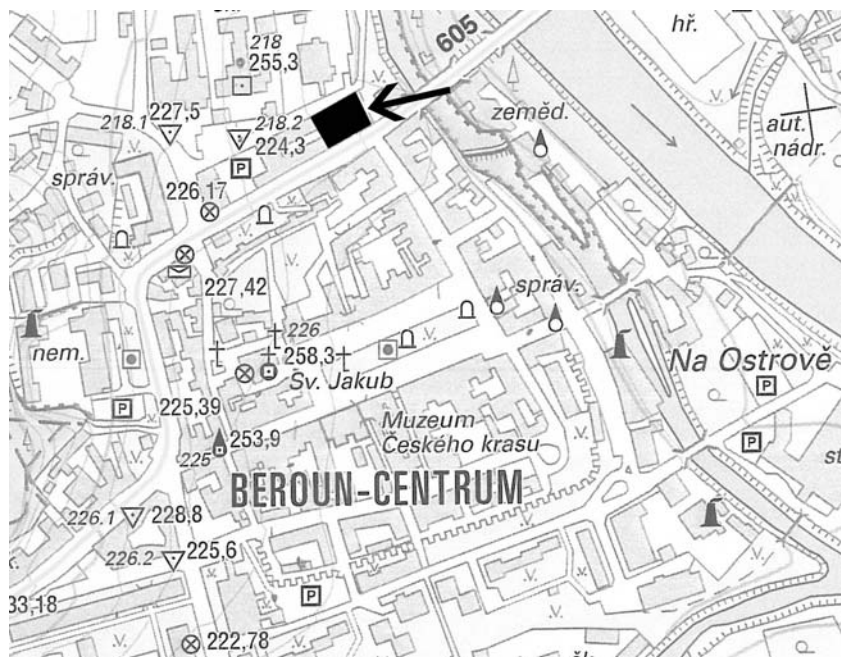 605
hř.
218
255,3
zeměd.
aut.
nádr.
218.1
227,5
218.2
224,3
P
správ.
226,17
227,42
správ.
nem.
226
258,3
Sv. Jakub
Na Ostrově
P
P
225,39
Muzeum
Českého krasu
253,9
225
P
BEROUN-CENTRUM
226.1
228,8
226.2
225,6
P
33,18
222,78